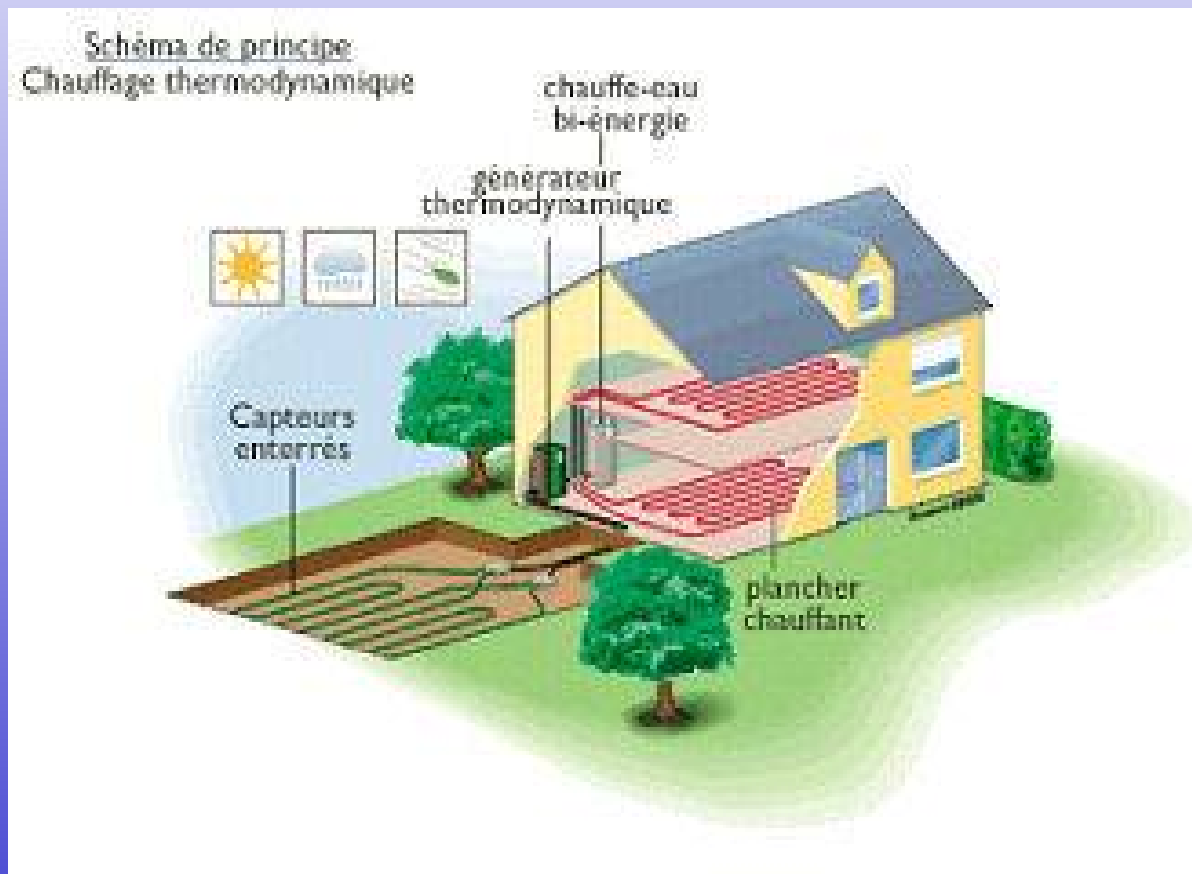 Schéma de principe
Chauffage thermodynamique
chauffe-eau
bi-énergie
générateur
thermodynamique
Capteurs
enterrés
plancher
chauffant